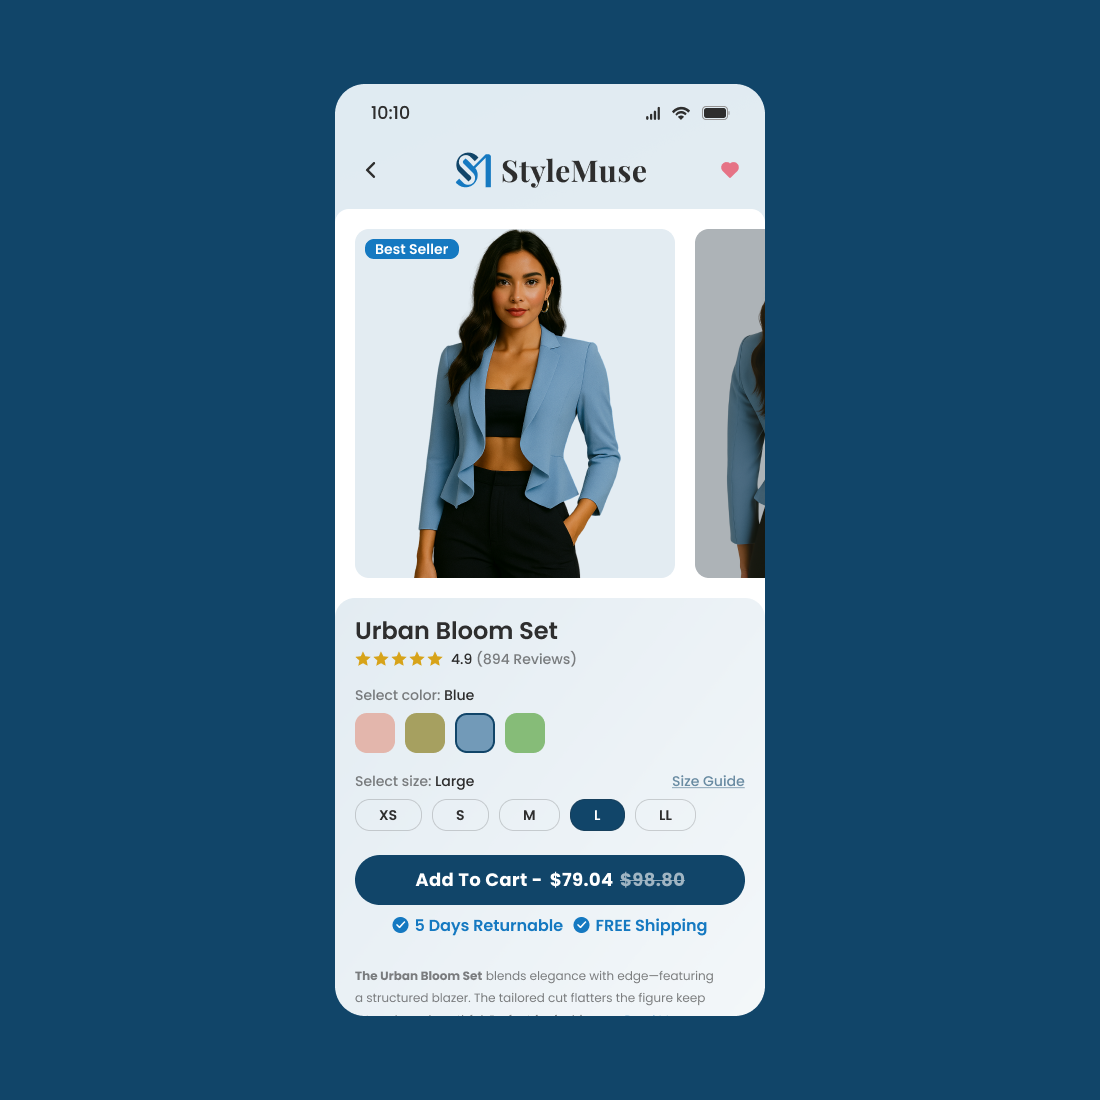 10:10
SM StyleMuse
Best Seller
Urban Bloom Set
4.9 (894 Reviews)
Select color: Blue
Select size: Large
Size Guide
XS S M L LL
Add To Cart - $79.04 $98.80
5 Days Returnable FREE Shipping
The Urban Bloom Set blends elegance with edge—featuring
a structured blazer. The tailored cut flatters the figure keep